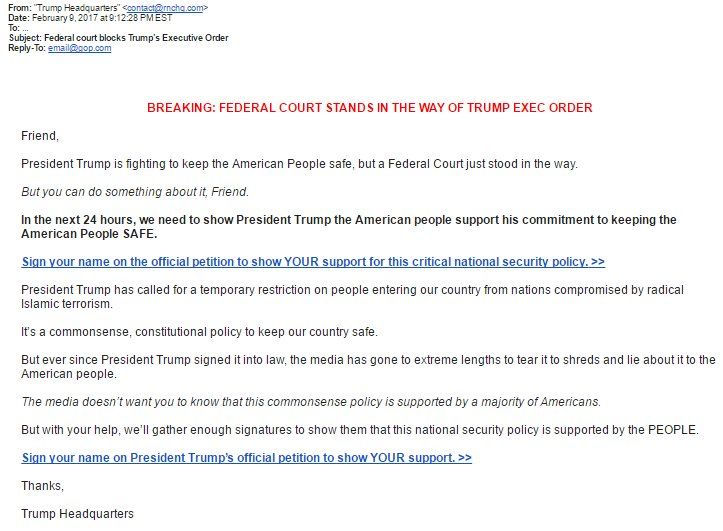 From: "Trump Headquarters" <contact@rnchq.com>
Date: February 9, 2017 at 9:12:28 PM EST
To: ...
Subject: Federal court blocks Trump's Executive Order
Reply-To: email@gop.com
BREAKING: FEDERAL COURT STANDS IN THE WAY OF TRUMP EXEC ORDER
Friend,
President Trump is fighting to keep the American People safe, but a Federal Court just stood in the way.
But you can do something about it, Friend.
In the next 24 hours, we need to show President Trump the American people support his commitment to keeping the
American People SAFE.
Sign your name on the official petition to show YOUR support for this critical national security policy. >>
President Trump has called for a temporary restriction on people entering our country from nations compromised by radical
Islamic terrorism.
It's a commonsense, constitutional policy to keep our country safe.
But ever since President Trump signed it into law, the media has gone to extreme lengths to tear it to shreds and lie about it to the
American people.
The media doesn't want you to know that this commonsense policy is supported by a majority of Americans.
But with your help, we'll gather enough signatures to show them that this national security policy is supported by the PEOPLE.
Sign your name on President Trump's official petition to show YOUR support. >>
Thanks,
Trump Headquarters